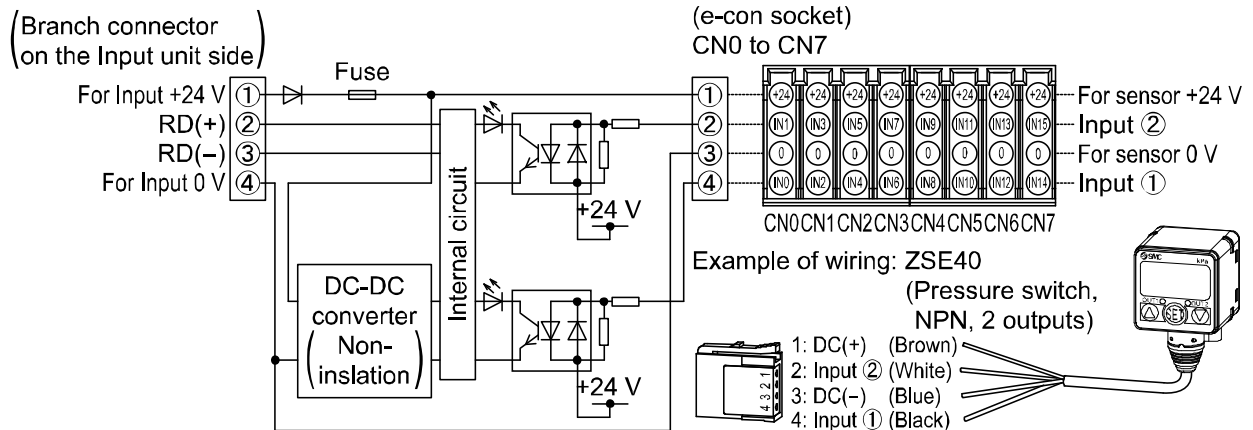 (Branch connector
on the Input unit side)
Fuse
For Input +24 V ①
RD(+) ②
RD(−) ③
For Input 0 V ④
Internal circuit
+24 V
DC-DC
converter
(Non-
inslation)
+24 V
(e-con socket)
CN0 to CN7
① +24 +24 +24 +24 +24 +24 +24 +24 For sensor +24 V
② IN1 IN3 IN5 IN7 IN9 IN11 IN13 IN15 Input ②
③ 0 0 0 0 0 0 0 0 For sensor 0 V
④ IN0 IN2 IN4 IN6 IN8 IN10 IN12 IN14 Input ①
CN0 CN1 CN2 CN3 CN4 CN5 CN6 CN7
Example of wiring: ZSE40
(Pressure switch,
NPN, 2 outputs)
SMC kPa
OUT1 OUT2
SET
4 3 2 1
1: DC(+) (Brown)
2: Input ② (White)
3: DC(−) (Blue)
4: Input ① (Black)